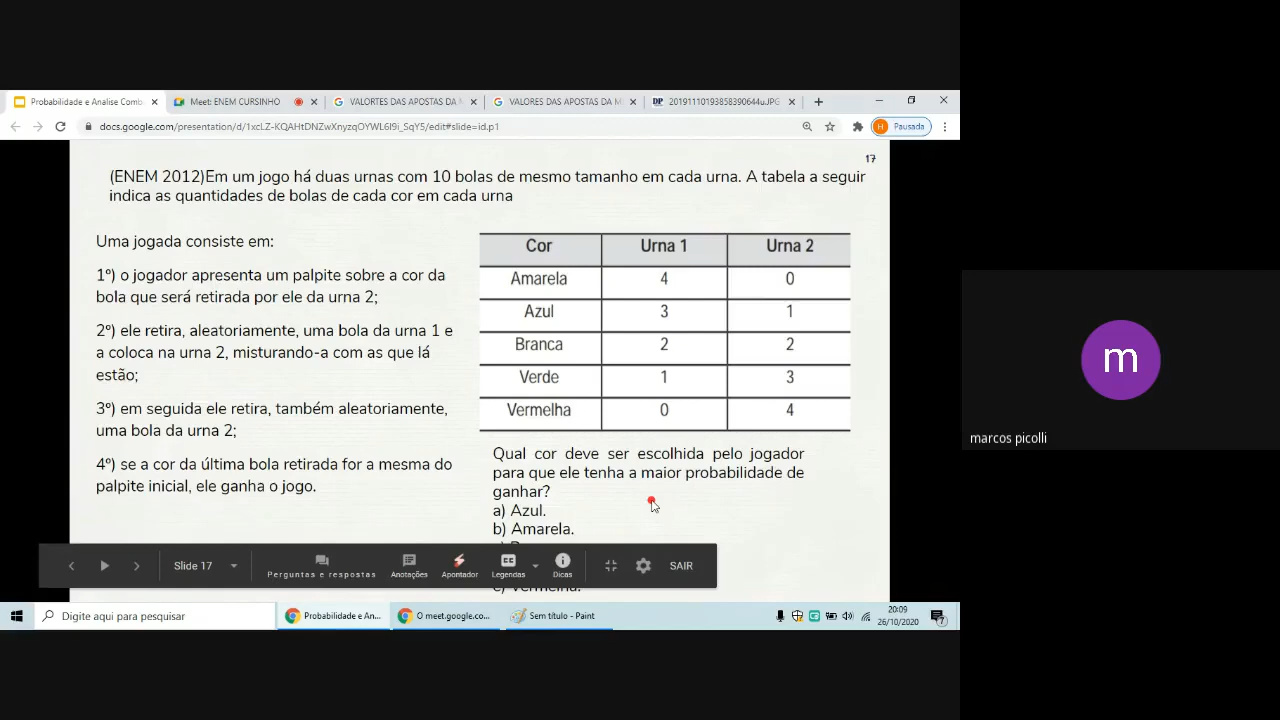 Probabilidade e Analise Comb
Meet: ENEM CURSINHO
VALORTES DAS APOSTAS DA M
VALORES DAS APOSTAS DA M
DP
20191110193858390644uJPG
docs.google.com/presentation/d/1xcLZ-KQAHtDNZwXnyzqOYWL6I9i_SqY5/edit#slide=id.p1
H
Pausada
17
(ENEM 2012)Em um jogo há duas urnas com 10 bolas de mesmo tamanho em cada urna. A tabela a seguir
indica as quantidades de bolas de cada cor em cada urna
Uma jogada consiste em:
1º) o jogador apresenta um palpite sobre a cor da
bola que será retirada por ele da urna 2;
2º) ele retira, aleatoriamente, uma bola da urna 1 e
a coloca na urna 2, misturando-a com as que lá
estão;
3º) em seguida ele retira, também aleatoriamente,
uma bola da urna 2;
4º) se a cor da última bola retirada for a mesma do
palpite inicial, ele ganha o jogo.
Cor Urna 1 Urna 2
Amarela 4 0
Azul 3 1
Branca 2 2
Verde 1 3
Vermelha 0 4
Qual cor deve ser escolhida pelo jogador
para que ele tenha a maior probabilidade de
ganhar?
a) Azul.
b) Amarela.
Slide 17
Perguntas e respostas
Anotações
Apontador
CC
Legendas
Dicas
SAIR
m
marcos picolli
Digite aqui para pesquisar
Probabilidade e An...
O meet.google.co...
Sem título - Paint
20:09
26/10/2020
7